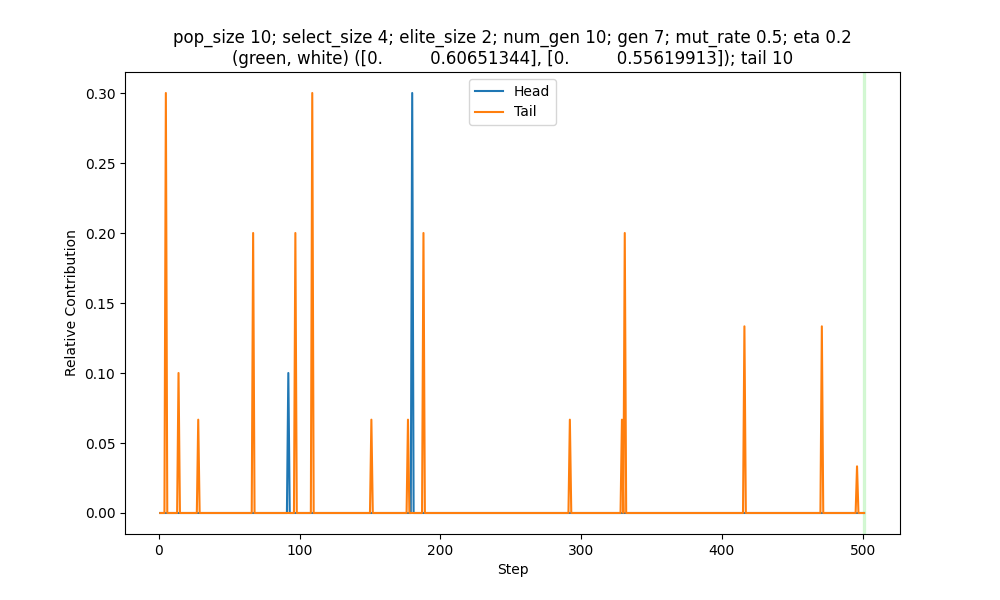 pop_size 10; select_size 4; elite_size 2; num_gen 10; gen 7; mut_rate 0.5; eta 0.2
(green, white) ([0.         0.60651344], [0.         0.55619913]); tail 10
Head
Tail
Relative Contribution
0.30
0.25
0.20
0.15
0.10
0.05
0.00
0 100 200 300 400 500
Step